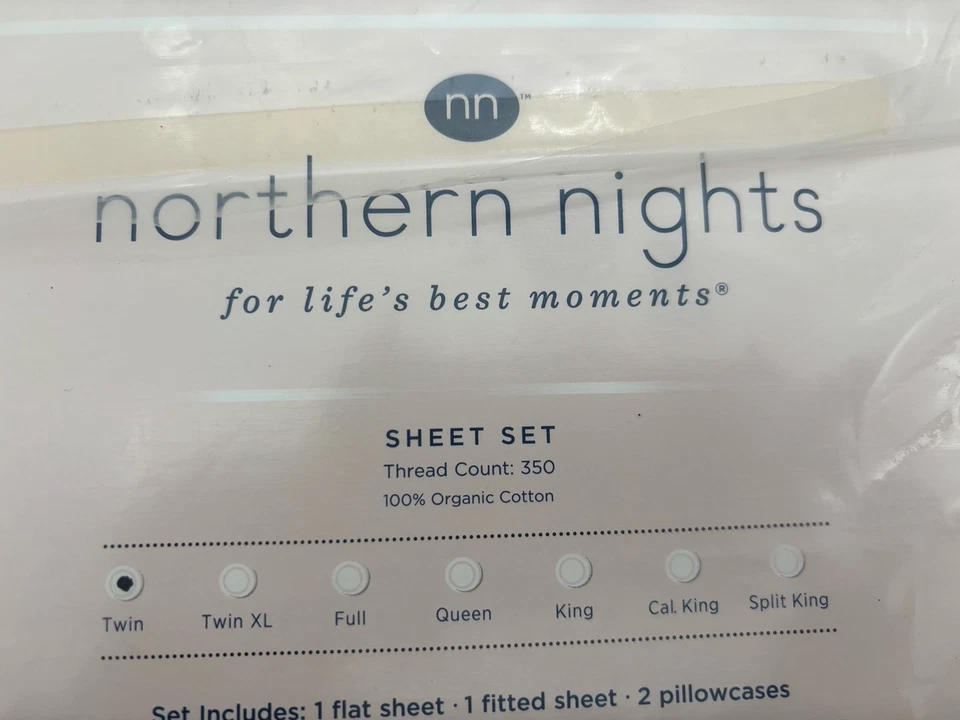 nn™
northern nights
for life's best moments®
SHEET SET
Thread Count: 350
100% Organic Cotton
Twin Twin XL Full Queen King Cal. King Split King
Set Includes: 1 flat sheet · 1 fitted sheet · 2 pillowcases